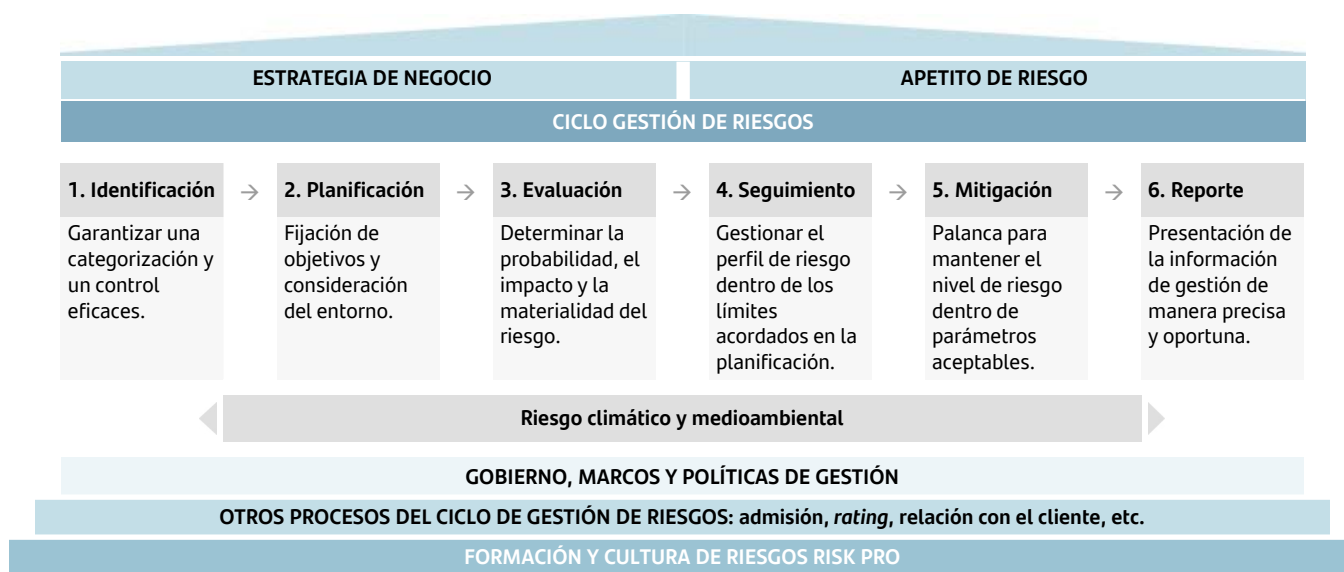 ESTRATEGIA DE NEGOCIO
APETITO DE RIESGO
CICLO GESTIÓN DE RIESGOS
1. Identificación
Garantizar una
categorización y
un control
eficaces.
→
2. Planificación
Fijación de
objetivos y
consideración
del entorno.
→
3. Evaluación
Determinar la
probabilidad, el
impacto y la
materialidad del
riesgo.
→
4. Seguimiento
Gestionar el
perfil de riesgo
dentro de los
límites
acordados en la
planificación.
→
5. Mitigación
Palanca para
mantener el
nivel de riesgo
dentro de
parámetros
aceptables.
→
6. Reporte
Presentación de
la información
de gestión de
manera precisa
y oportuna.
Riesgo climático y medioambiental
GOBIERNO, MARCOS Y POLÍTICAS DE GESTIÓN
OTROS PROCESOS DEL CICLO DE GESTIÓN DE RIESGOS: admisión, rating, relación con el cliente, etc.
FORMACIÓN Y CULTURA DE RIESGOS RISK PRO